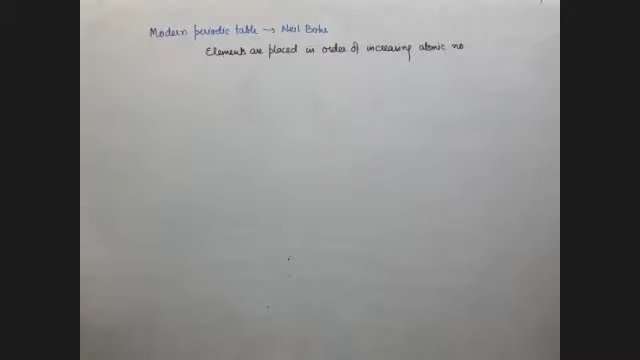 Modern periodic table → Neil Bohr
Elements are placed in order of increasing atomic no